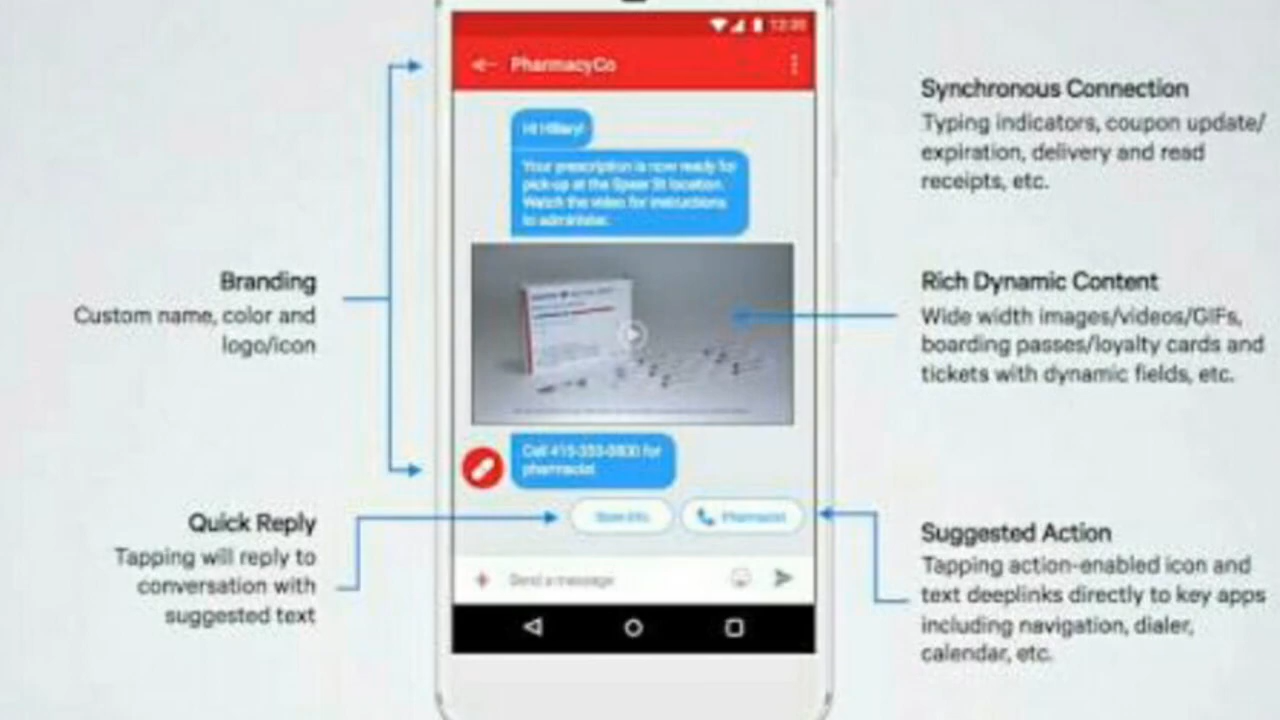 12:30
PharmacyCo
Hi Hillary!
Your prescription is now ready for
pick-up at the Spear St location.
Watch the video for instructions
to administer.
Call 415-333-0800 for
pharmacist
Pharmacist
Send a message
Branding
Custom name, color and
logo/icon
Quick Reply
Tapping will reply to
conversation with
suggested text
Synchronous Connection
Typing indicators, coupon update/
expiration, delivery and read
receipts, etc.
Rich Dynamic Content
Wide width images/videos/GIFs,
boarding passes/loyalty cards and
tickets with dynamic fields, etc.
Suggested Action
Tapping action-enabled icon and
text deeplinks directly to key apps
including navigation, dialer,
calendar, etc.